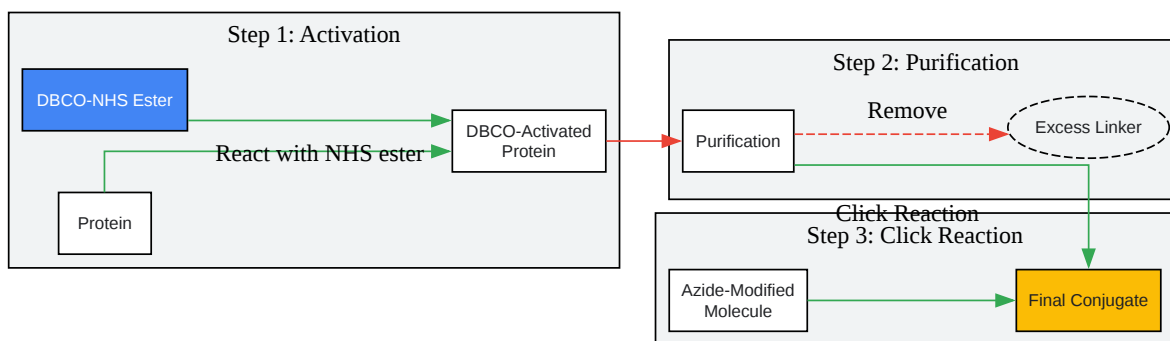 Step 1: Activation
DBCO-NHS Ester
React with NHS ester
Protein
DBCO-Activated
Protein
Step 2: Purification
Purification
Remove
Excess Linker
Click Reaction
Step 3: Click Reaction
Azide-Modified
Molecule
Final Conjugate